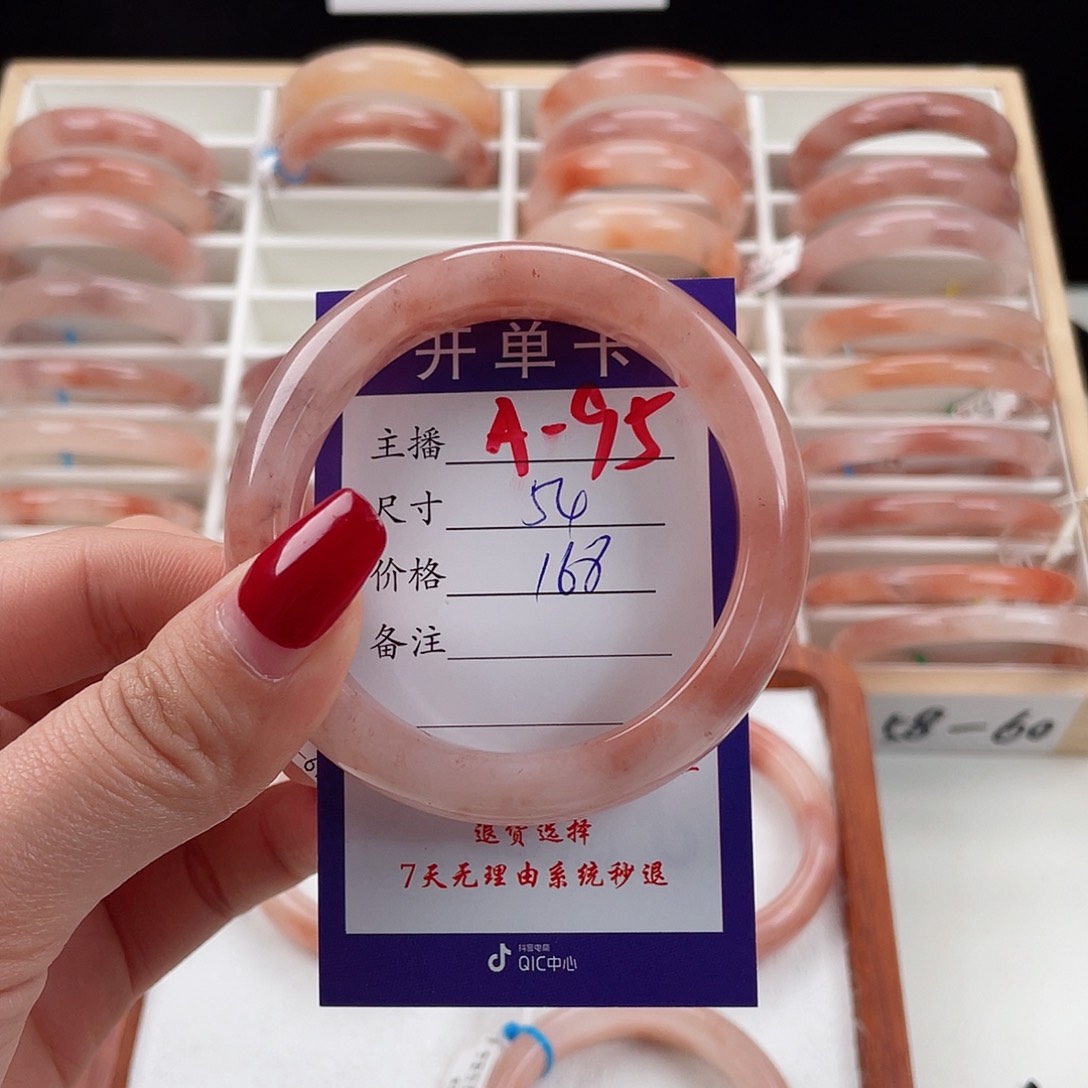 开单卡
主播 A-95
尺寸 54
价格 168
备注
退货选择
7天无理由系统秒退
抖音电商
QIC中心
58-60